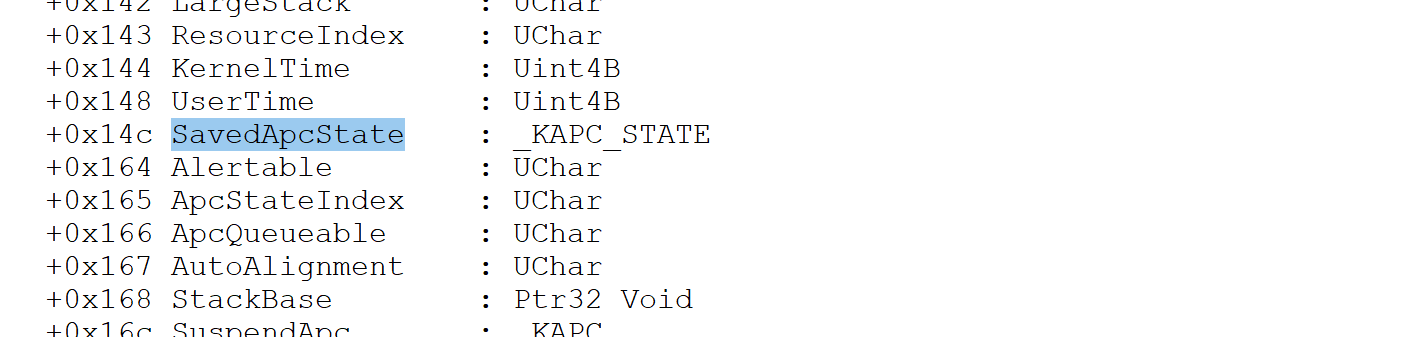 +0x142 LargeStack : UChar
+0x143 ResourceIndex : UChar
+0x144 KernelTime : Uint4B
+0x148 UserTime : Uint4B
+0x14c SavedApcState : _KAPC_STATE
+0x164 Alertable : UChar
+0x165 ApcStateIndex : UChar
+0x166 ApcQueueable : UChar
+0x167 AutoAlignment : UChar
+0x168 StackBase : Ptr32 Void
+0x16c SuspendApc : _KAPC